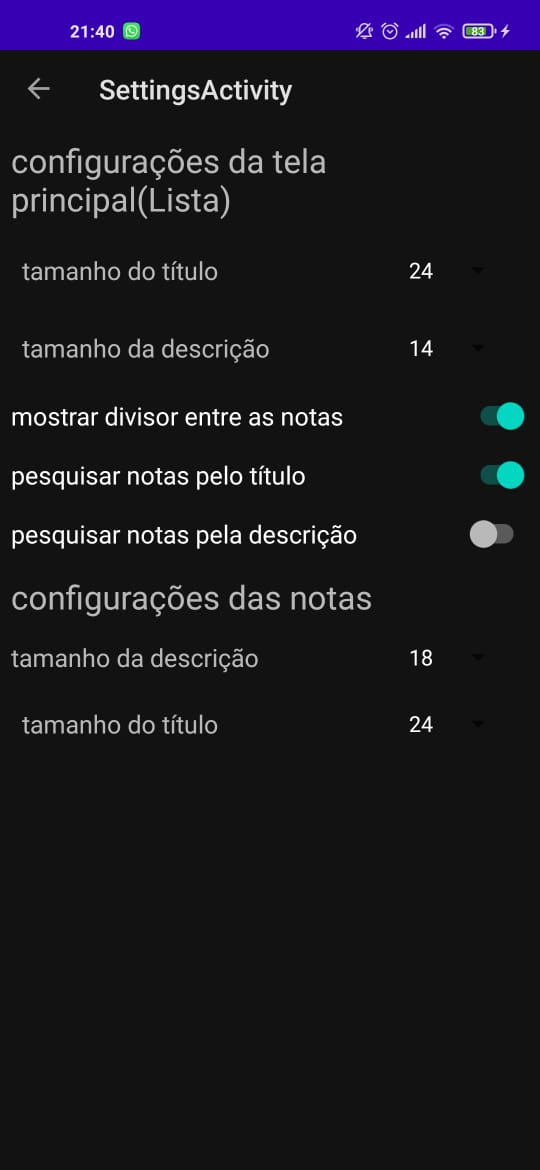 21:40 83
SettingsActivity
configurações da tela
principal(Lista)
tamanho do título 24
tamanho da descrição 14
mostrar divisor entre as notas
pesquisar notas pelo título
pesquisar notas pela descrição
configurações das notas
tamanho da descrição 18
tamanho do título 24